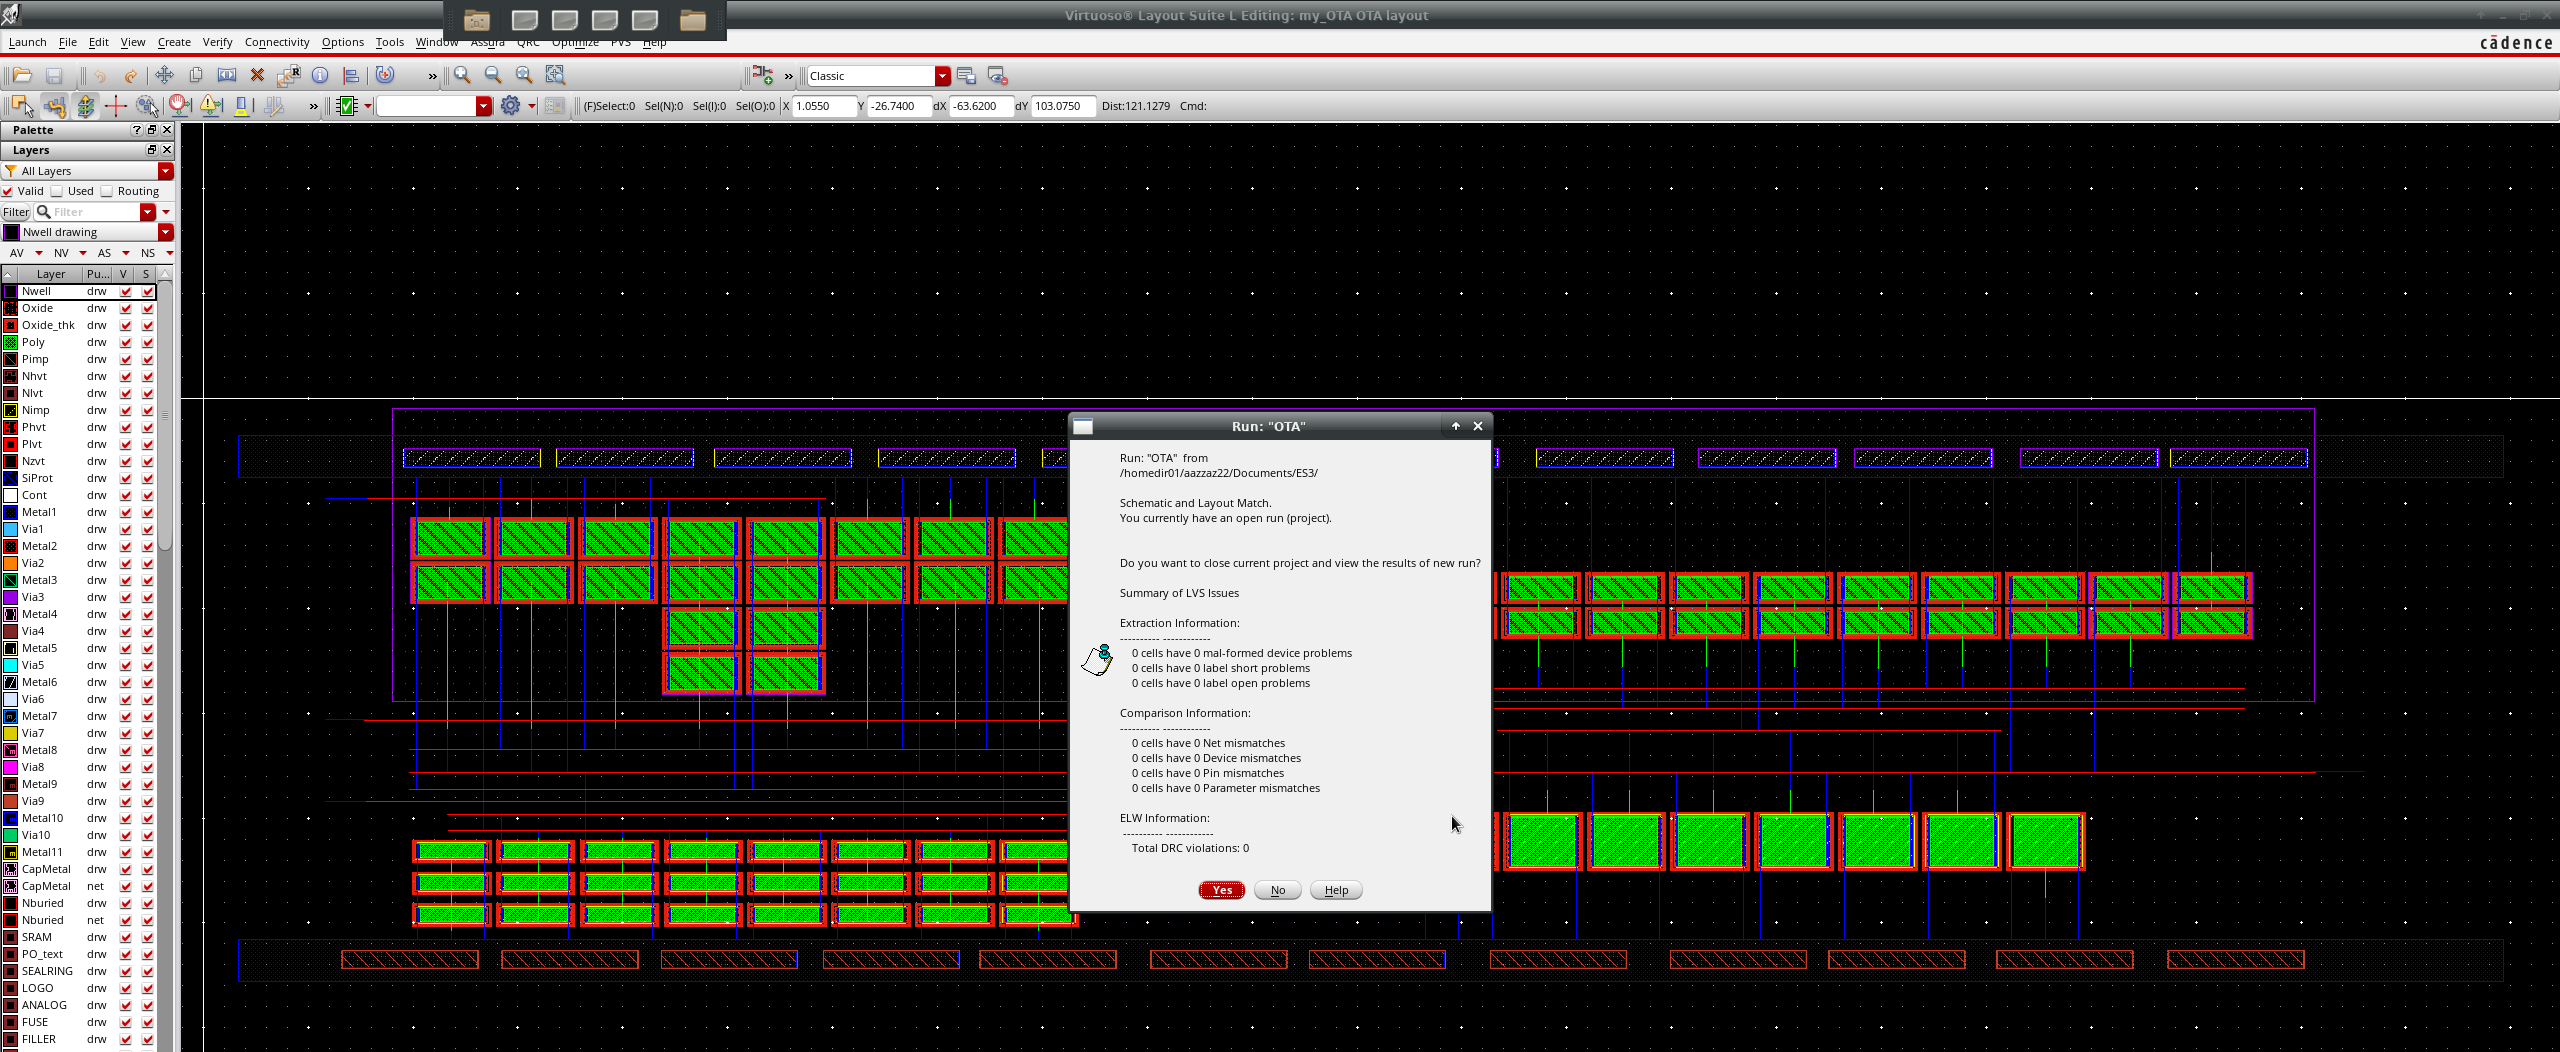 Virtuoso® Layout Suite L Editing: my_OTA OTA layout
Launch File Edit View Create Verify Connectivity Options Tools Window Assura QRC Optimize PVS Help
cādence
Classic
(F)Select:0 Sel(N):0 Sel(I):0 Sel(O):0 X 1.0550 Y -26.7400 dX -63.6200 dY 103.0750 Dist:121.1279 Cmd:
Palette
Layers
All Layers
Valid Used Routing
Filter Filter
Nwell drawing
AV NV AS NS
Layer Pu... V S
Nwell drw
Oxide drw
Oxide_thk drw
Poly drw
Pimp drw
Nhvt drw
Nlvt drw
Nimp drw
Phvt drw
Plvt drw
Nzvt drw
SiProt drw
Cont drw
Metal1 drw
Via1 drw
Metal2 drw
Via2 drw
Metal3 drw
Via3 drw
Metal4 drw
Via4 drw
Metal5 drw
Via5 drw
Metal6 drw
Via6 drw
Metal7 drw
Via7 drw
Metal8 drw
Via8 drw
Metal9 drw
Via9 drw
Metal10 drw
Via10 drw
Metal11 drw
CapMetal drw
CapMetal net
Nburied drw
Nburied net
SRAM drw
PO_text drw
SEALRING drw
LOGO drw
ANALOG drw
FUSE drw
FILLER drw
Run: "OTA"
Run: "OTA" from
/homedir01/aazzaz22/Documents/ES3/
Schematic and Layout Match.
You currently have an open run (project).
Do you want to close current project and view the results of new run?
Summary of LVS Issues
Extraction Information:
---------- ------------
0 cells have 0 mal-formed device problems
0 cells have 0 label short problems
0 cells have 0 label open problems
Comparison Information:
---------- ------------
0 cells have 0 Net mismatches
0 cells have 0 Device mismatches
0 cells have 0 Pin mismatches
0 cells have 0 Parameter mismatches
ELW Information:
---------- ------------
Total DRC violations: 0
Yes No Help